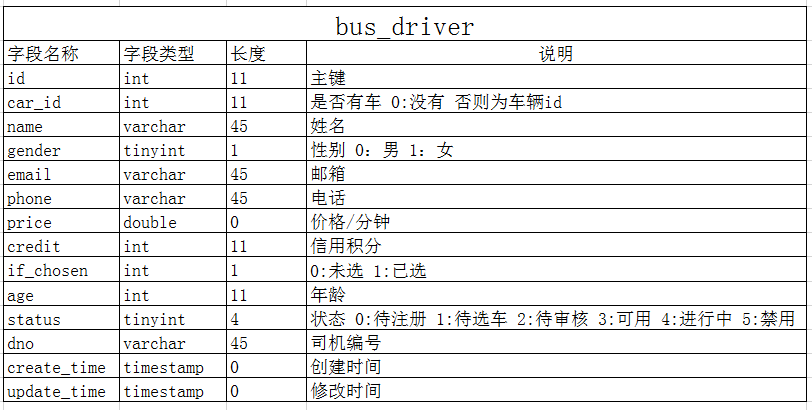 bus_driver
字段名称 字段类型 长度 说明
id int 11 主键
car_id int 11 是否有车 0:没有 否则为车辆id
name varchar 45 姓名
gender tinyint 1 性别 0：男 1：女
email varchar 45 邮箱
phone varchar 45 电话
price double 0 价格/分钟
credit int 11 信用积分
if_chosen int 1 0:未选 1:已选
age int 11 年龄
status tinyint 4 状态 0:待注册 1:待选车 2:待审核 3:可用 4:进行中 5:禁用
dno varchar 45 司机编号
create_time timestamp 0 创建时间
update_time timestamp 0 修改时间